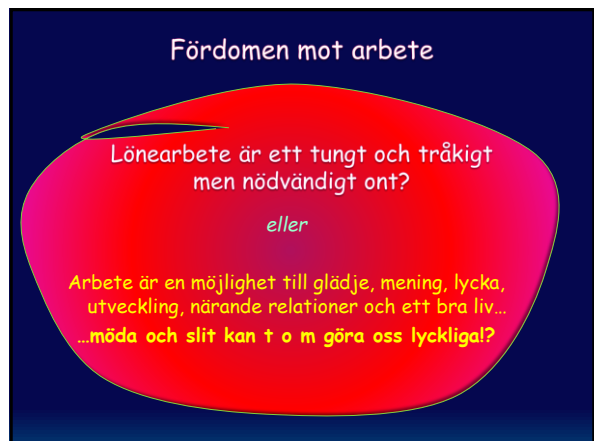 Fördomen mot arbete
Lönearbete är ett tungt och tråkigt
men nödvändigt ont?
eller
Arbete är en möjlighet till glädje, mening, lycka,
utveckling, närande relationer och ett bra liv…
…möda och slit kan t o m göra oss lyckliga!?